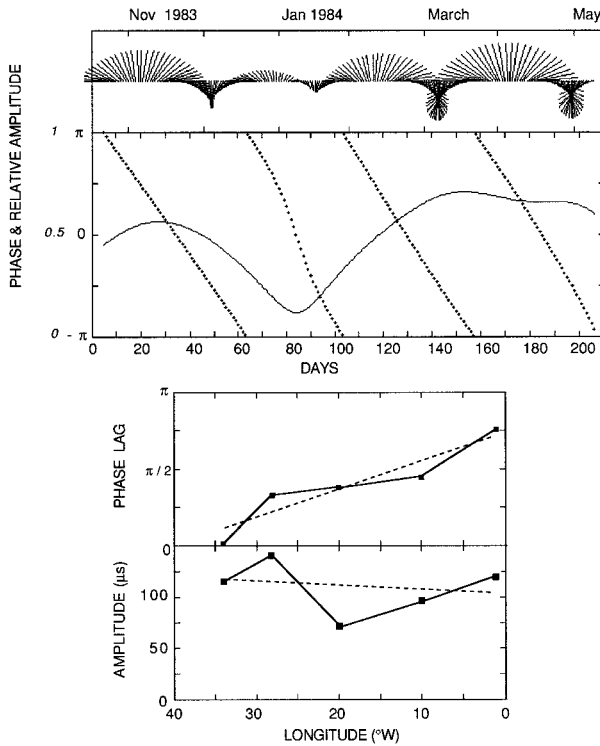 Nov 1983 Jan 1984 March May
PHASE & RELATIVE AMPLITUDE
1 π
0.5 0
0 - π
0 20 40 60 80 100 120 140 160 180 200
DAYS
PHASE LAG
π
π / 2
0
AMPLITUDE (μs)
100
50
0
40 30 20 10 0
LONGITUDE (°W)